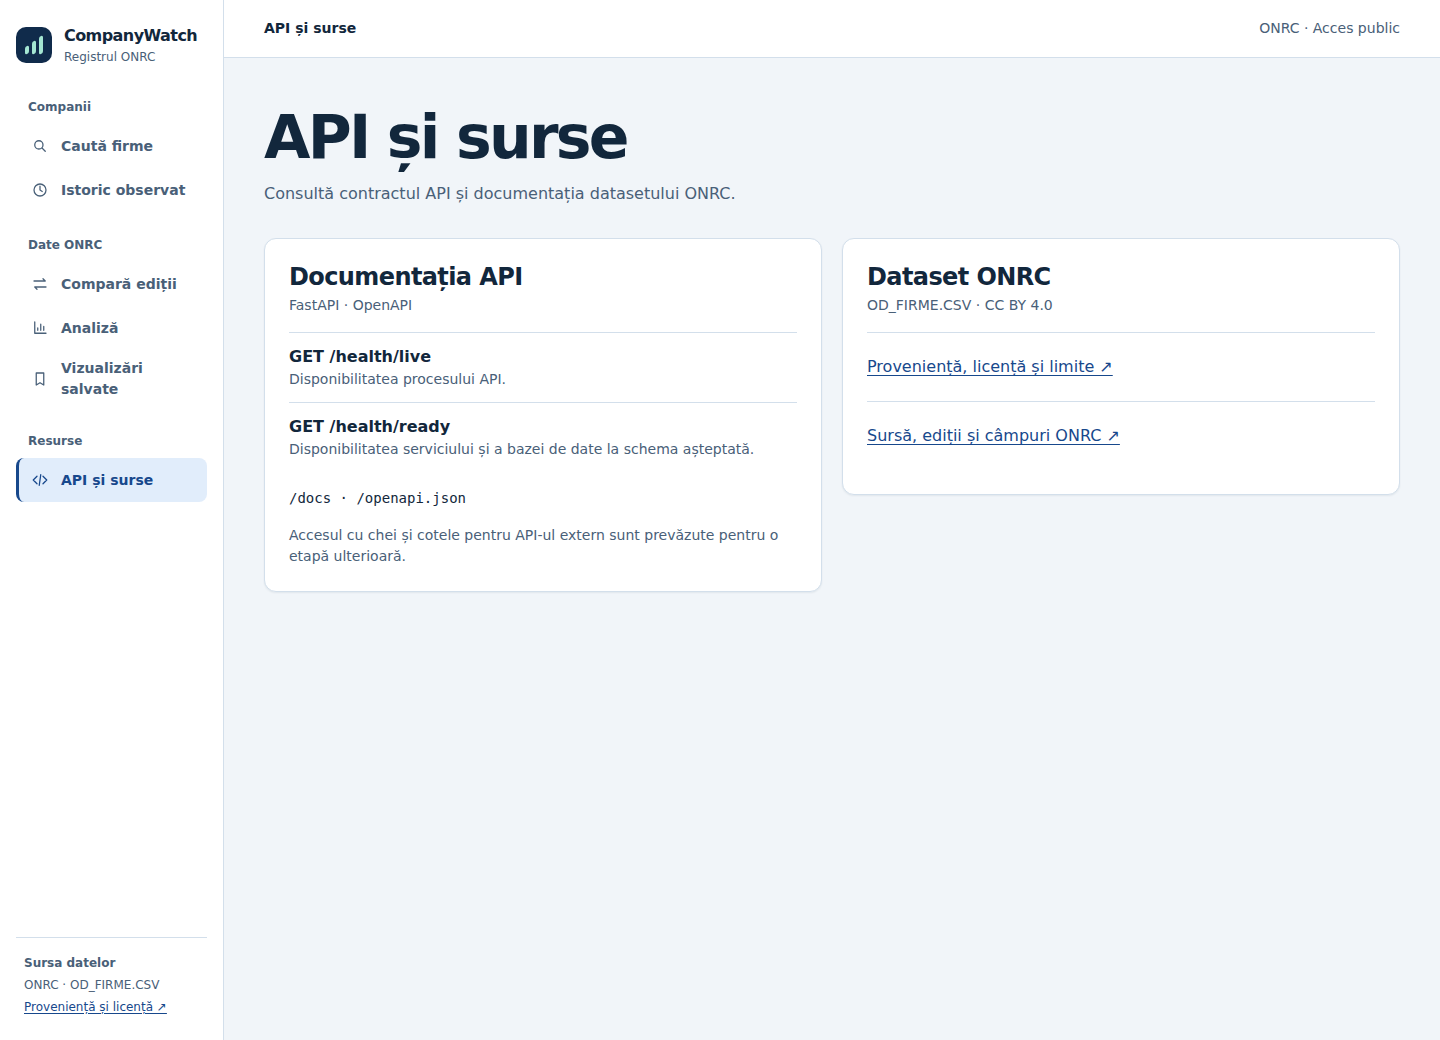 CompanyWatch
Registrul ONRC
Companii
Caută firme
Istoric observat
Date ONRC
Compară ediții
Analiză
Vizualizări
salvate
Resurse
API și surse
Sursa datelor
ONRC · OD_FIRME.CSV
Proveniență și licență ↗
API și surse
ONRC · Acces public
API și surse
Consultă contractul API și documentația datasetului ONRC.
Documentația API
FastAPI · OpenAPI
GET /health/live
Disponibilitatea procesului API.
GET /health/ready
Disponibilitatea serviciului și a bazei de date la schema așteptată.
/docs · /openapi.json
Accesul cu chei și cotele pentru API-ul extern sunt prevăzute pentru o
etapă ulterioară.
Dataset ONRC
OD_FIRME.CSV · CC BY 4.0
Proveniență, licență și limite ↗
Sursă, ediții și câmpuri ONRC ↗